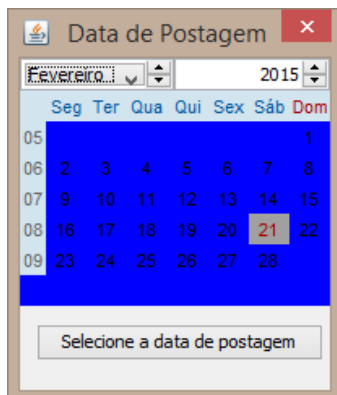 Data de Postagem
Fevereiro 2015
Seg Ter Qua Qui Sex Sáb Dom
05 1
06 2 3 4 5 6 7 8
07 9 10 11 12 13 14 15
08 16 17 18 19 20 21 22
09 23 24 25 26 27 28
Selecione a data de postagem